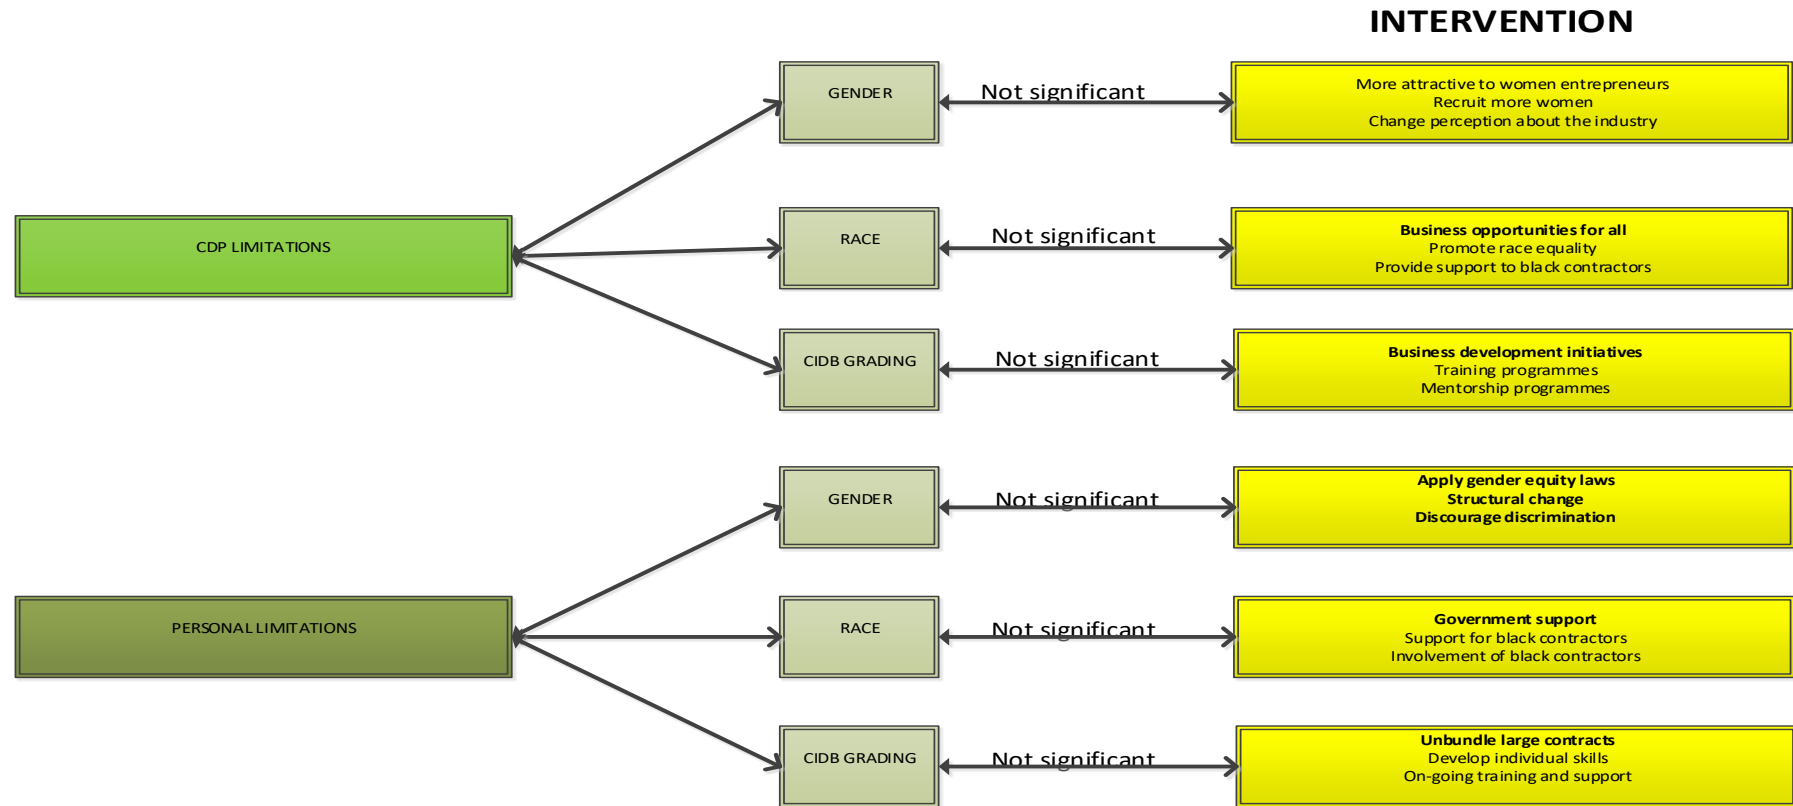 INTERVENTION
GENDER
Not significant
More attractive to women entrepreneurs
Recruit more women
Change perception about the industry
CDP LIMITATIONS
RACE
Not significant
Business opportunities for all
Promote race equality
Provide support to black contractors
CIDB GRADING
Not significant
Business development initiatives
Training programmes
Mentorship programmes
GENDER
Not significant
Apply gender equity laws
Structural change
Discourage discrimination
PERSONAL LIMITATIONS
RACE
Not significant
Government support
Support for black contractors
Involvement of black contractors
CIDB GRADING
Not significant
Unbundle large contracts
Develop individual skills
On-going training and support